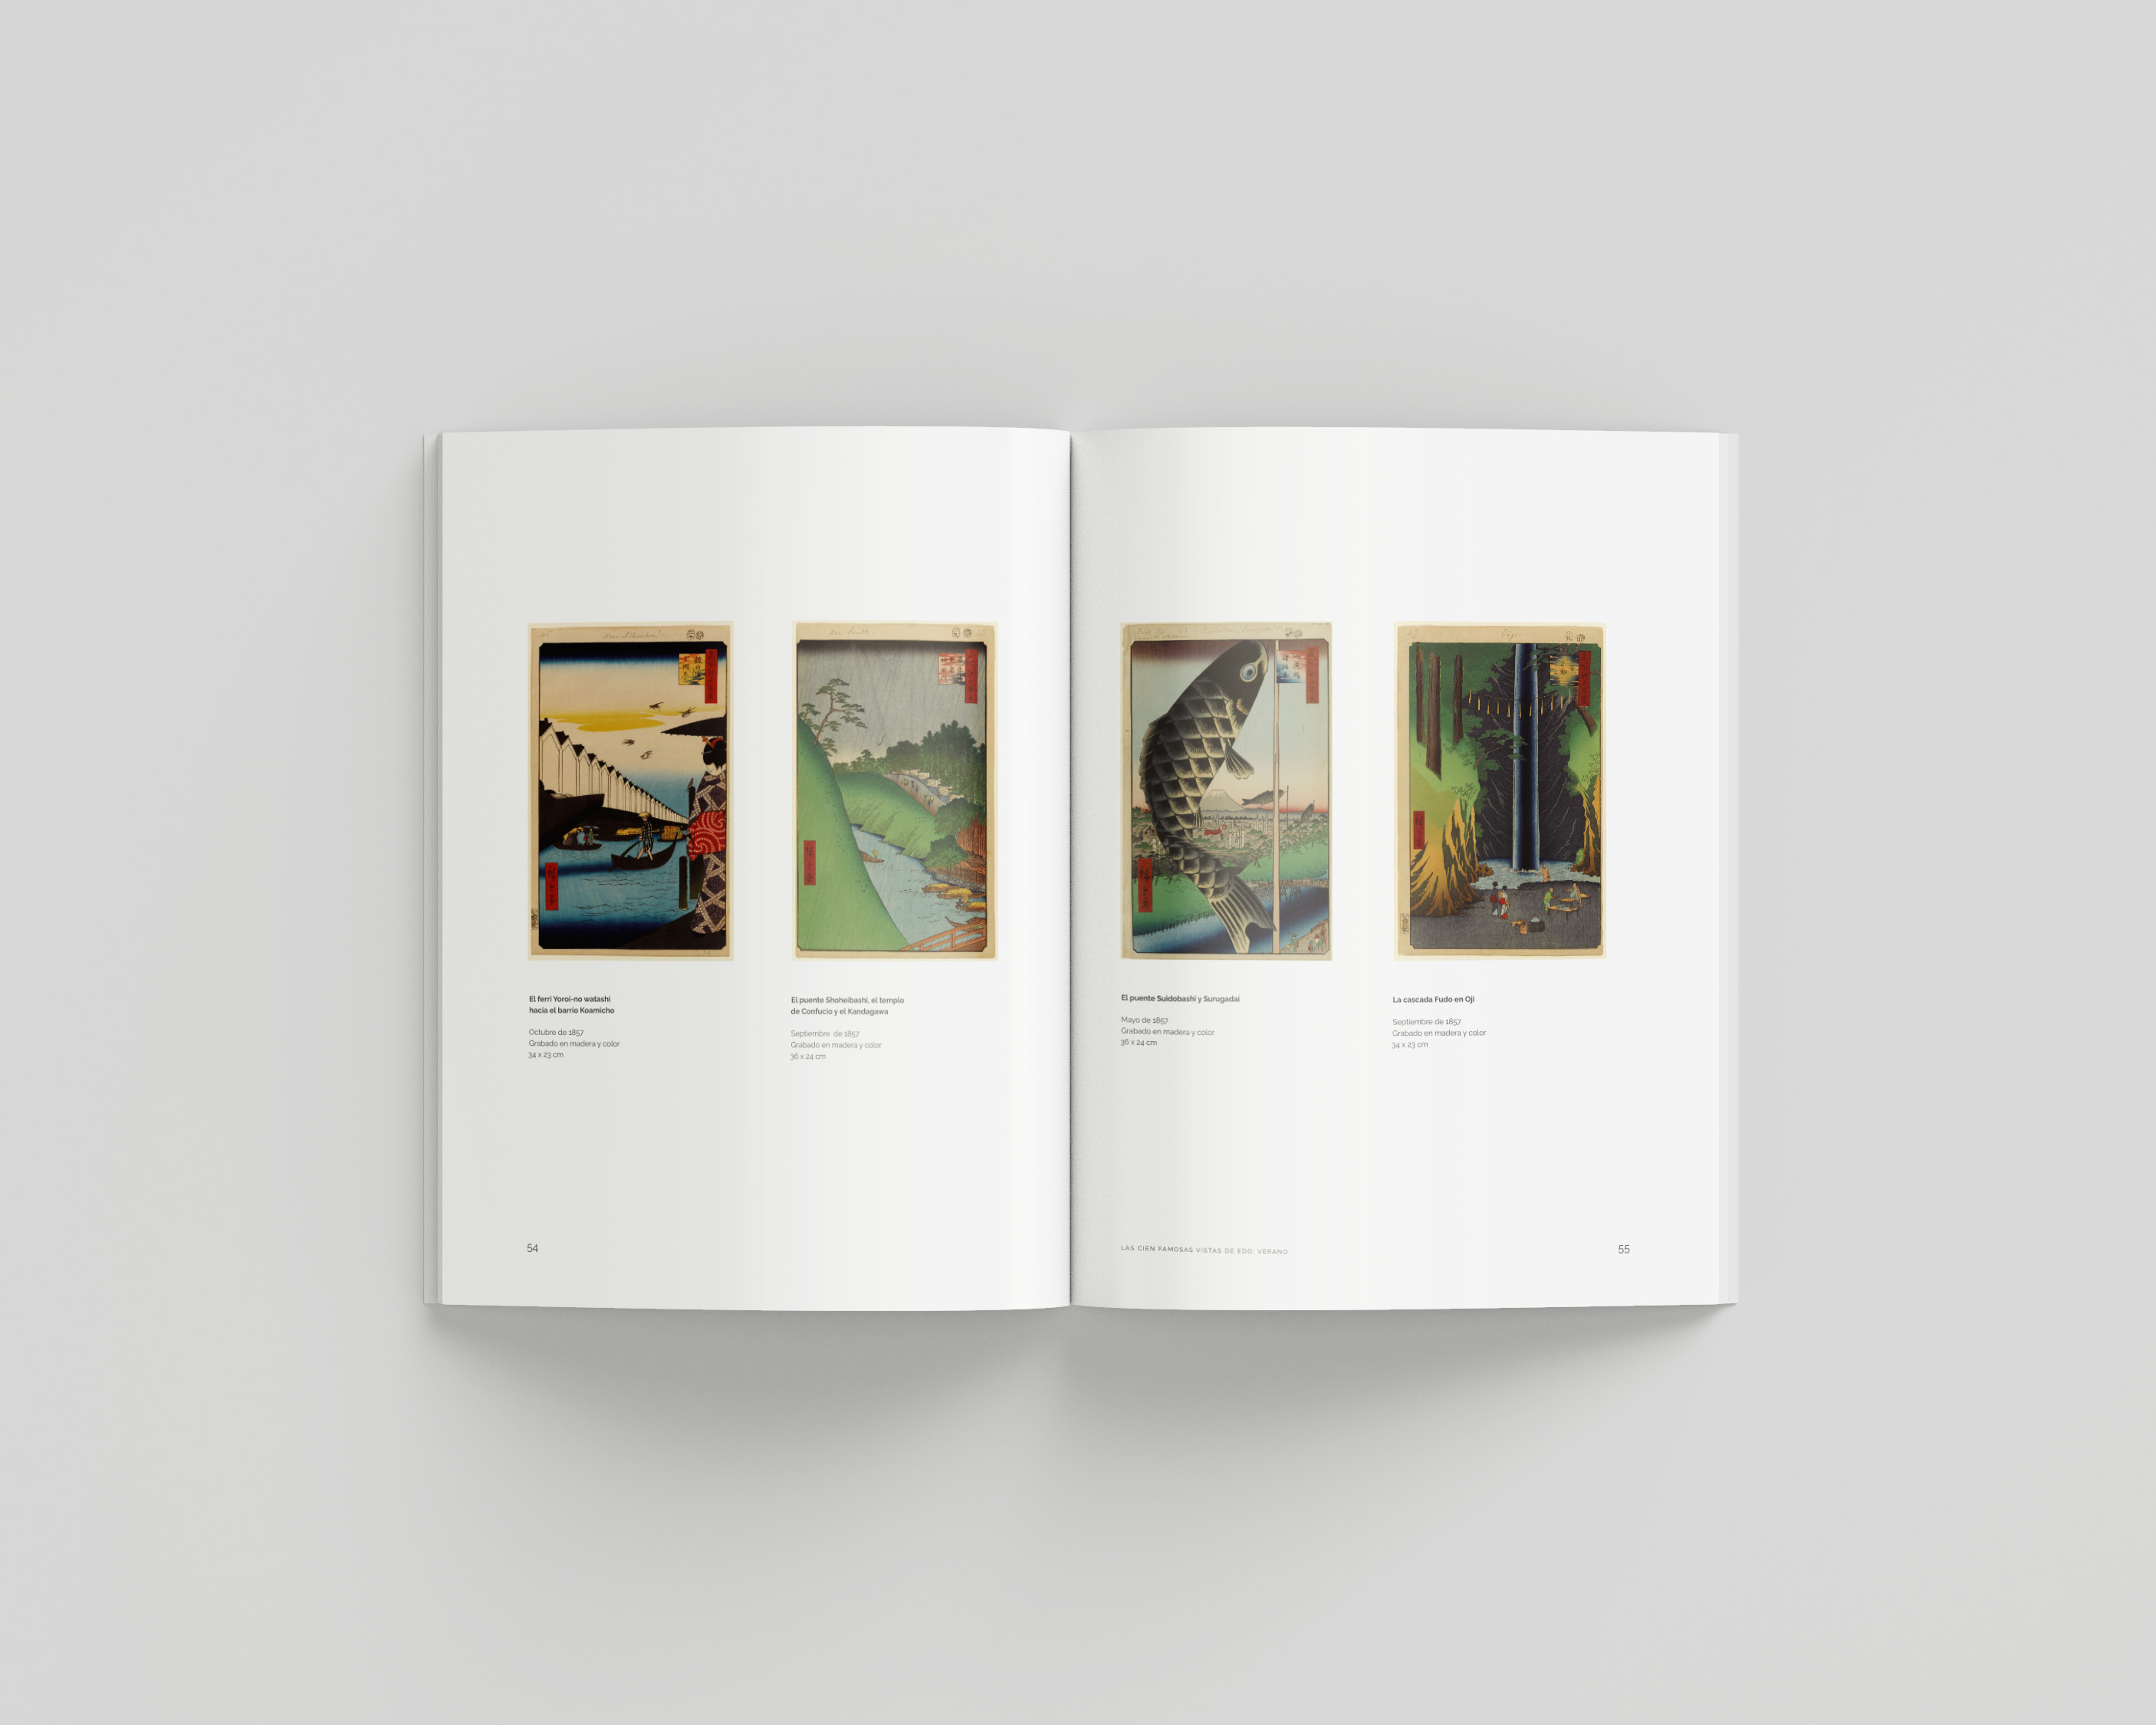 El ferri Yoroi-no watashi
hacia el barrio Koamicho
Octubre de 1857
Grabado en madera y color
34 x 23 cm
El puente Shoheibashi, el templo
de Confucio y el Kandagawa
Septiembre de 1857
Grabado en madera y color
36 x 24 cm
54
El puente Suidobashi y Surugadai
Mayo de 1857
Grabado en madera y color
36 x 24 cm
La cascada Fudo en Oji
Septiembre de 1857
Grabado en madera y color
34 x 23 cm
LAS CIEN FAMOSAS VISTAS DE EDO: VERANO
55